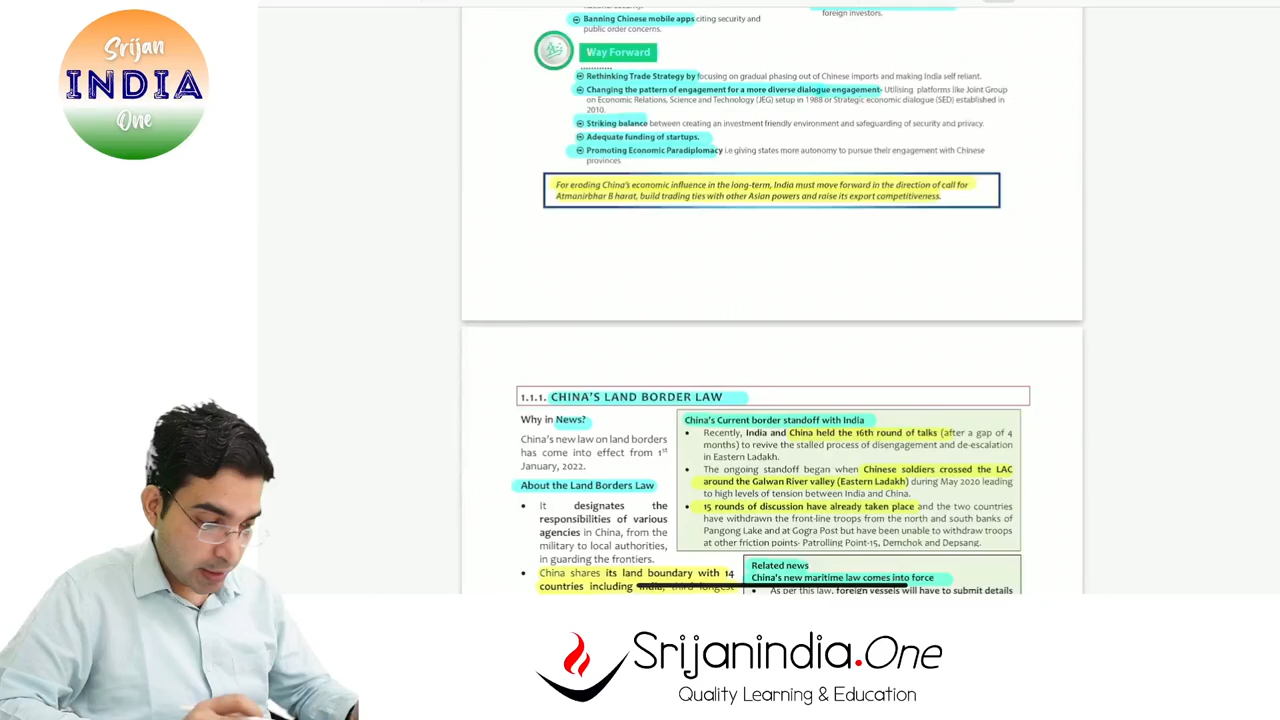 Srijan
INDIA
One
foreign investors.
Banning Chinese mobile apps citing security and
public order concerns.
Way Forward
Rethinking Trade Strategy by focusing on gradual phasing out of Chinese imports and making India self reliant.
Changing the pattern of engagement for a more diverse dialogue engagement- Utilising platforms like Joint Group
on Economic Relations, Science and Technology (JEG) setup in 1988 or Strategic economic dialogue (SED) established in
2010.
Striking balance between creating an investment friendly environment and safeguarding of security and privacy.
Adequate funding of startups.
Promoting Economic Paradiplomacy i.e giving states more autonomy to pursue their engagement with Chinese
provinces
For eroding China's economic influence in the long-term, India must move forward in the direction of call for
Atmanirbhar B harat, build trading ties with other Asian powers and raise its export competitiveness.
1.1.1. CHINA'S LAND BORDER LAW
Why in News?
China's new law on land borders
has come into effect from 1st
January, 2022.
About the Land Borders Law
• It designates the
responsibilities of various
agencies in China, from the
military to local authorities,
in guarding the frontiers.
• China shares its land boundary with 14
countries including India, third longest
China's Current border standoff with India
• Recently, India and China held the 16th round of talks (after a gap of 4
months) to revive the stalled process of disengagement and de-escalation
in Eastern Ladakh.
• The ongoing standoff began when Chinese soldiers crossed the LAC
around the Galwan River valley (Eastern Ladakh) during May 2020 leading
to high levels of tension between India and China.
• 15 rounds of discussion have already taken place and the two countries
have withdrawn the front-line troops from the north and south banks of
Pangong Lake and at Gogra Post but have been unable to withdraw troops
at other friction points- Patrolling Point-15, Demchok and Depsang.
Related news
China's new maritime law comes into force
• As per this law, foreign vessels will have to submit details
Srijanindia.One
Quality Learning & Education